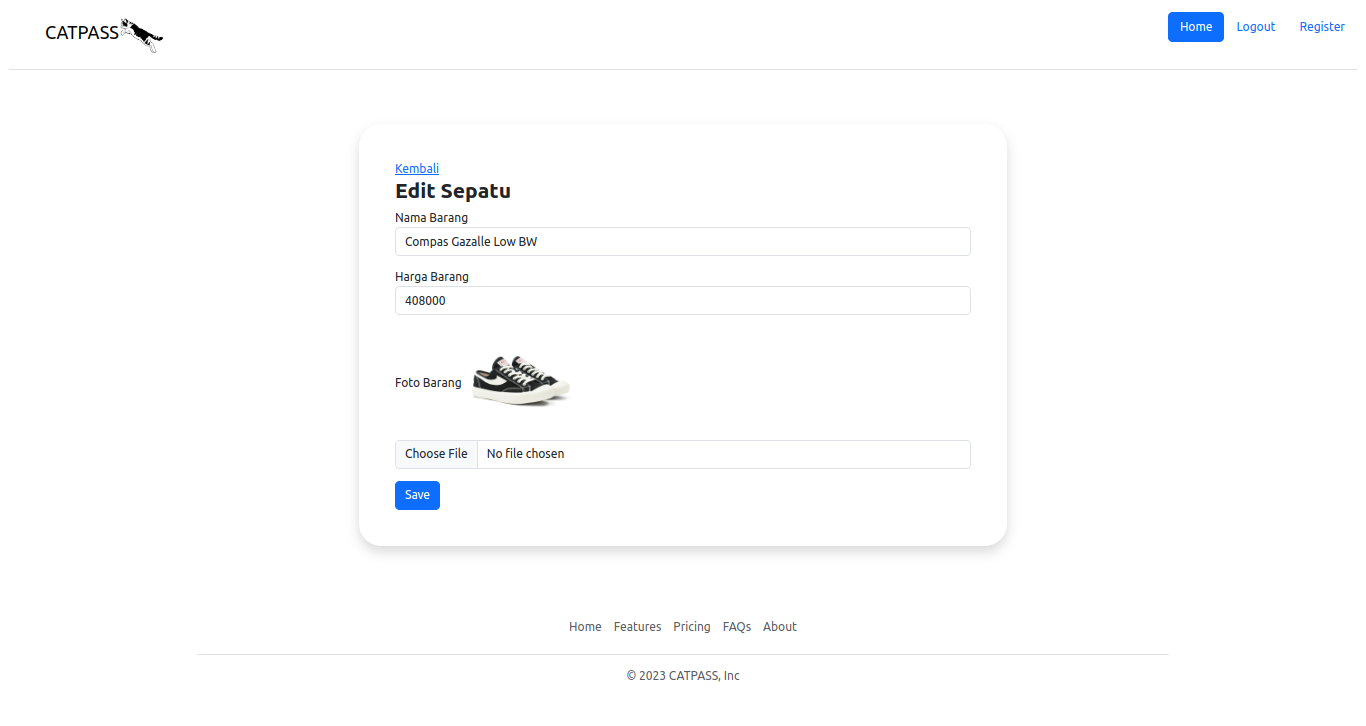 CATPASS
Home Logout Register
Kembali
Edit Sepatu
Nama Barang
Compas Gazalle Low BW
Harga Barang
408000
Foto Barang
Choose File No file chosen
Save
Home Features Pricing FAQs About
© 2023 CATPASS, Inc